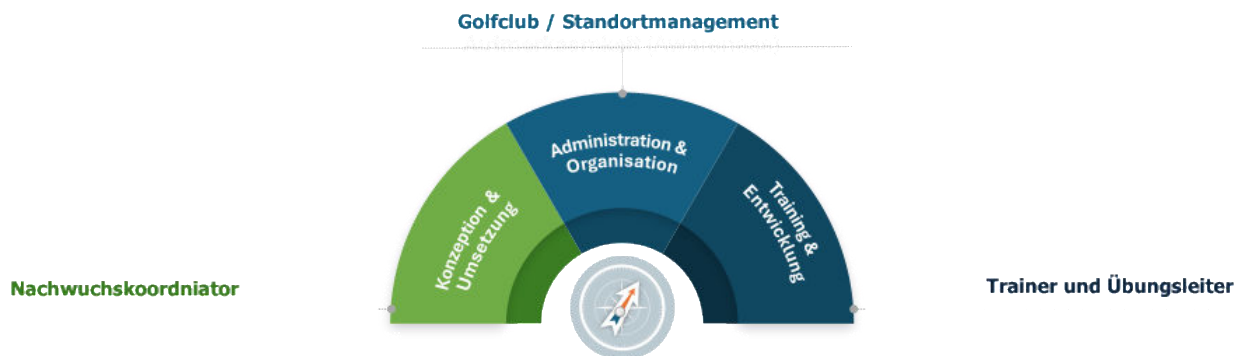 Golfclub / Standortmanagement
Administration &
Organisation
Konzeption &
Umsetzung
Training &
Entwicklung
Nachwuchskoordniator
Trainer und Übungsleiter